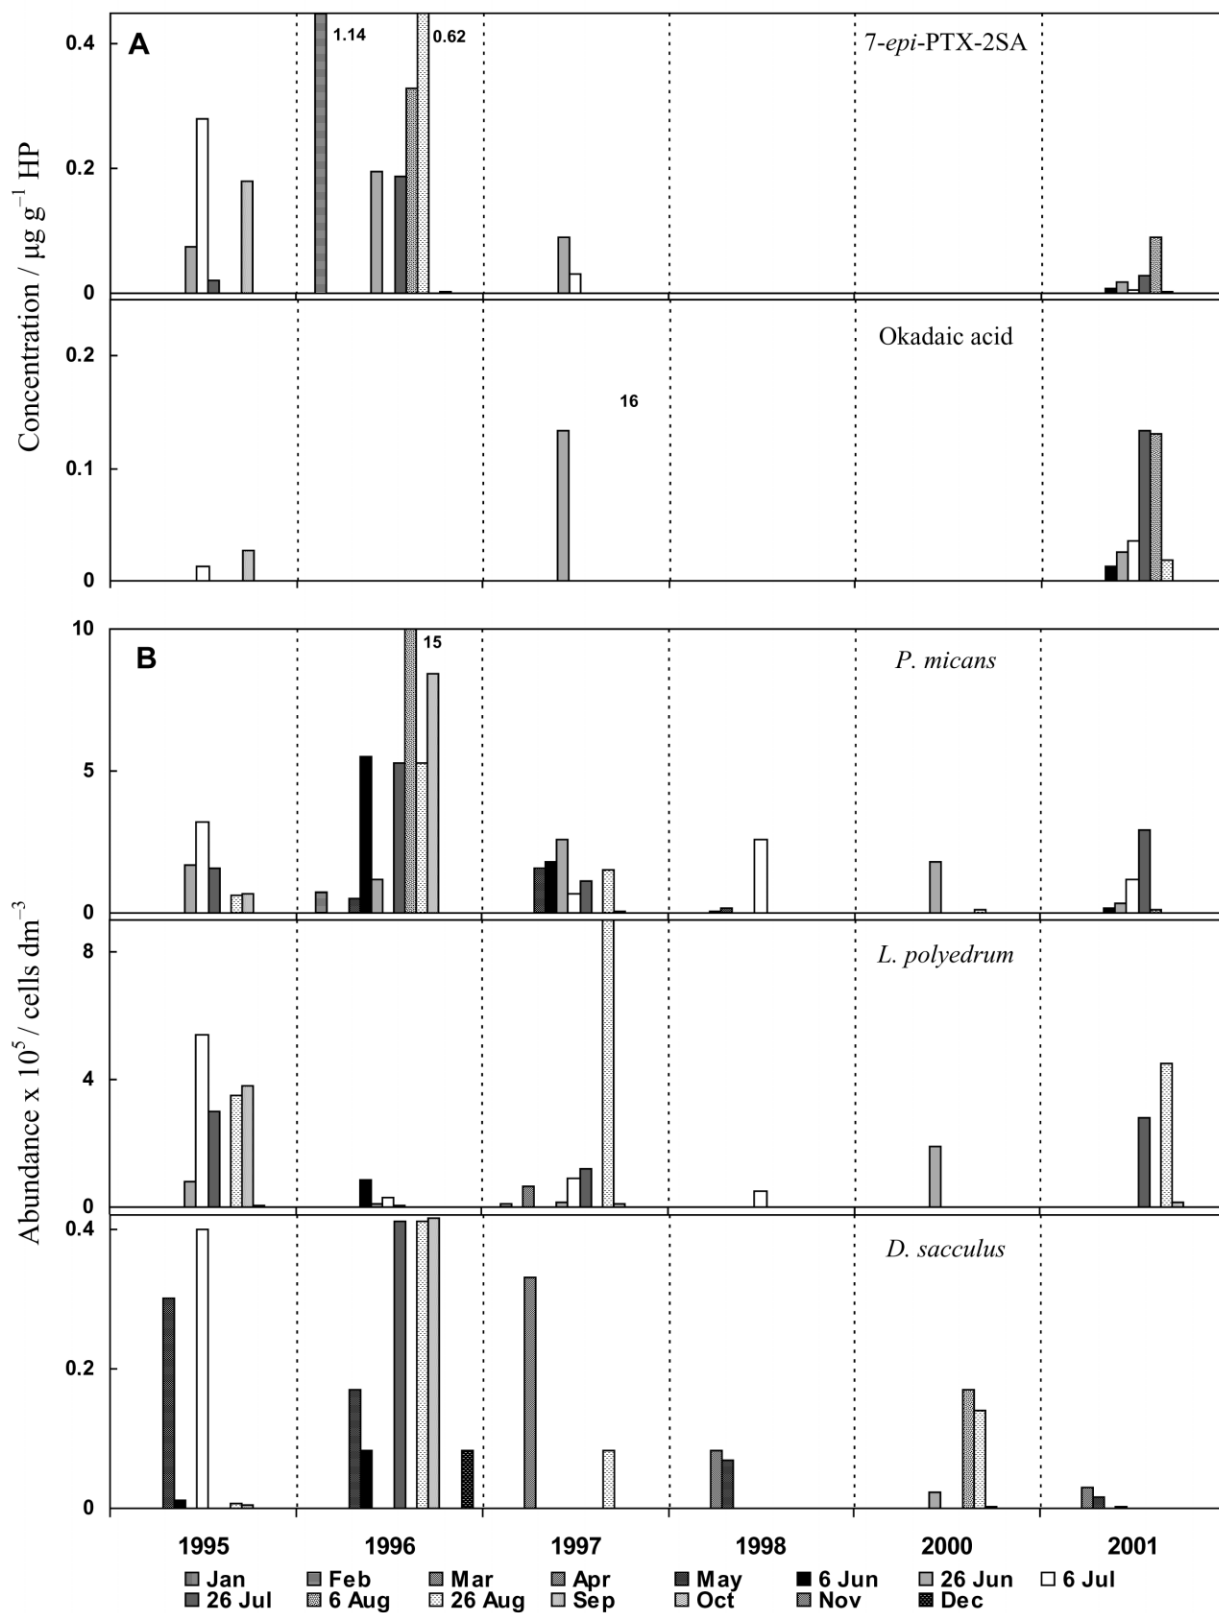 A
1.14
0.62
7-epi-PTX-2SA
0.4
0.2
0
Concentration / µg g⁻¹ HP
Okadaic acid
0.2
16
0.1
0
B
15
P. micans
10
5
0
L. polyedrum
8
4
0
Abundance x 10⁵ / cells dm⁻³
D. sacculus
0.4
0.2
0
1995 1996 1997 1998 2000 2001
Jan Feb Mar Apr May 6 Jun 26 Jun 6 Jul
26 Jul 6 Aug 26 Aug Sep Oct Nov Dec